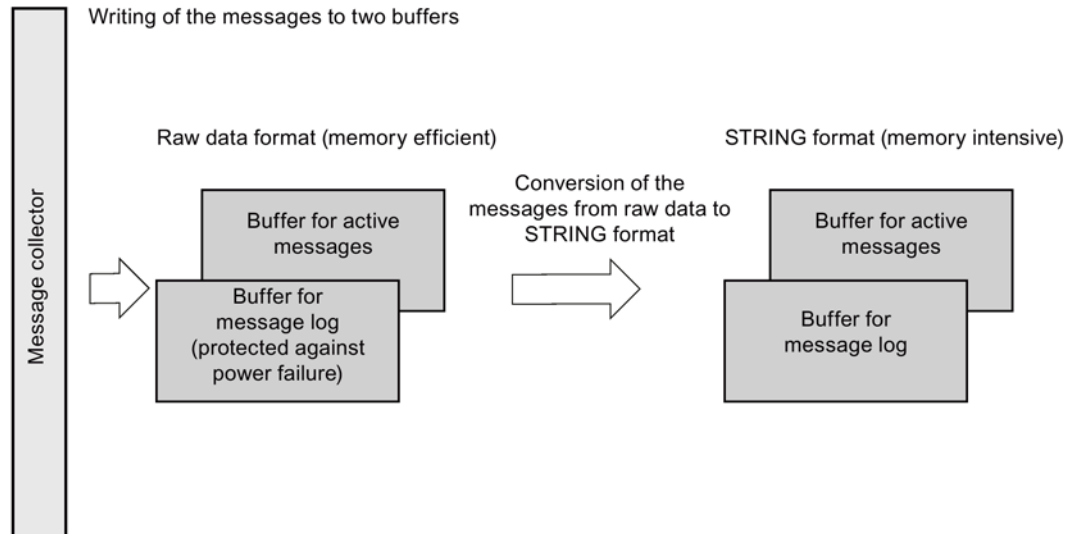 Writing of the messages to two buffers
Message collector
Raw data format (memory efficient)
Buffer for active
messages
Buffer for
message log
(protected against
power failure)
Conversion of the
messages from raw data to
STRING format
STRING format (memory intensive)
Buffer for active
messages
Buffer for
message log